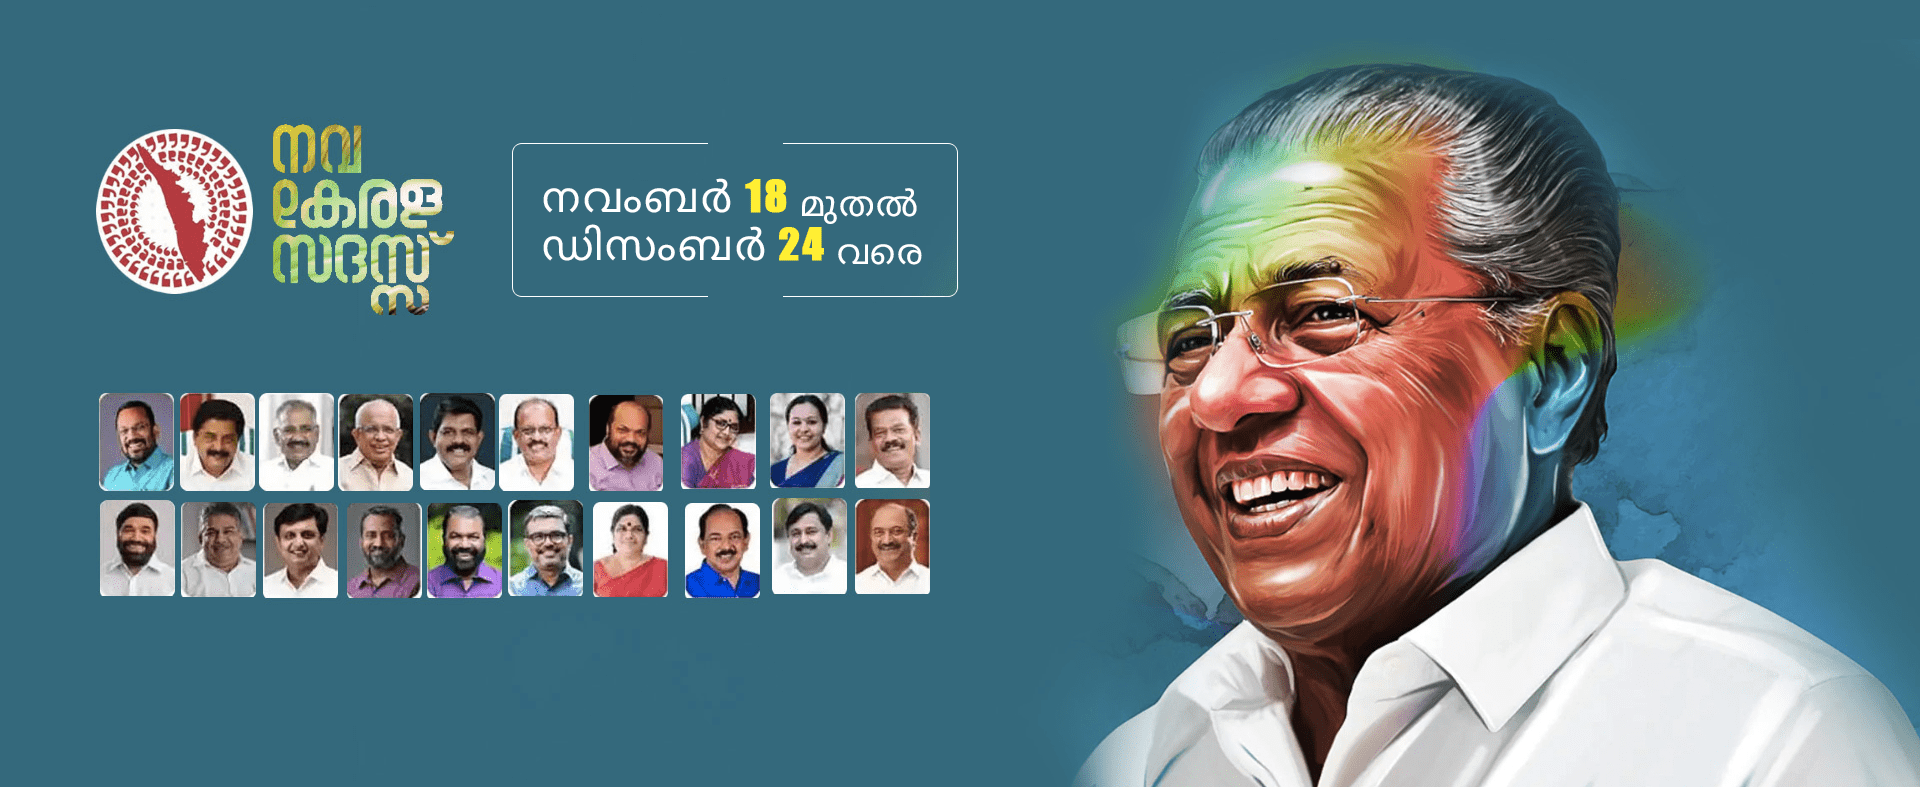 നവ
കേരള
സദസ്സ്
നവംബർ 18 മുതൽ
ഡിസംബർ 24 വരെ